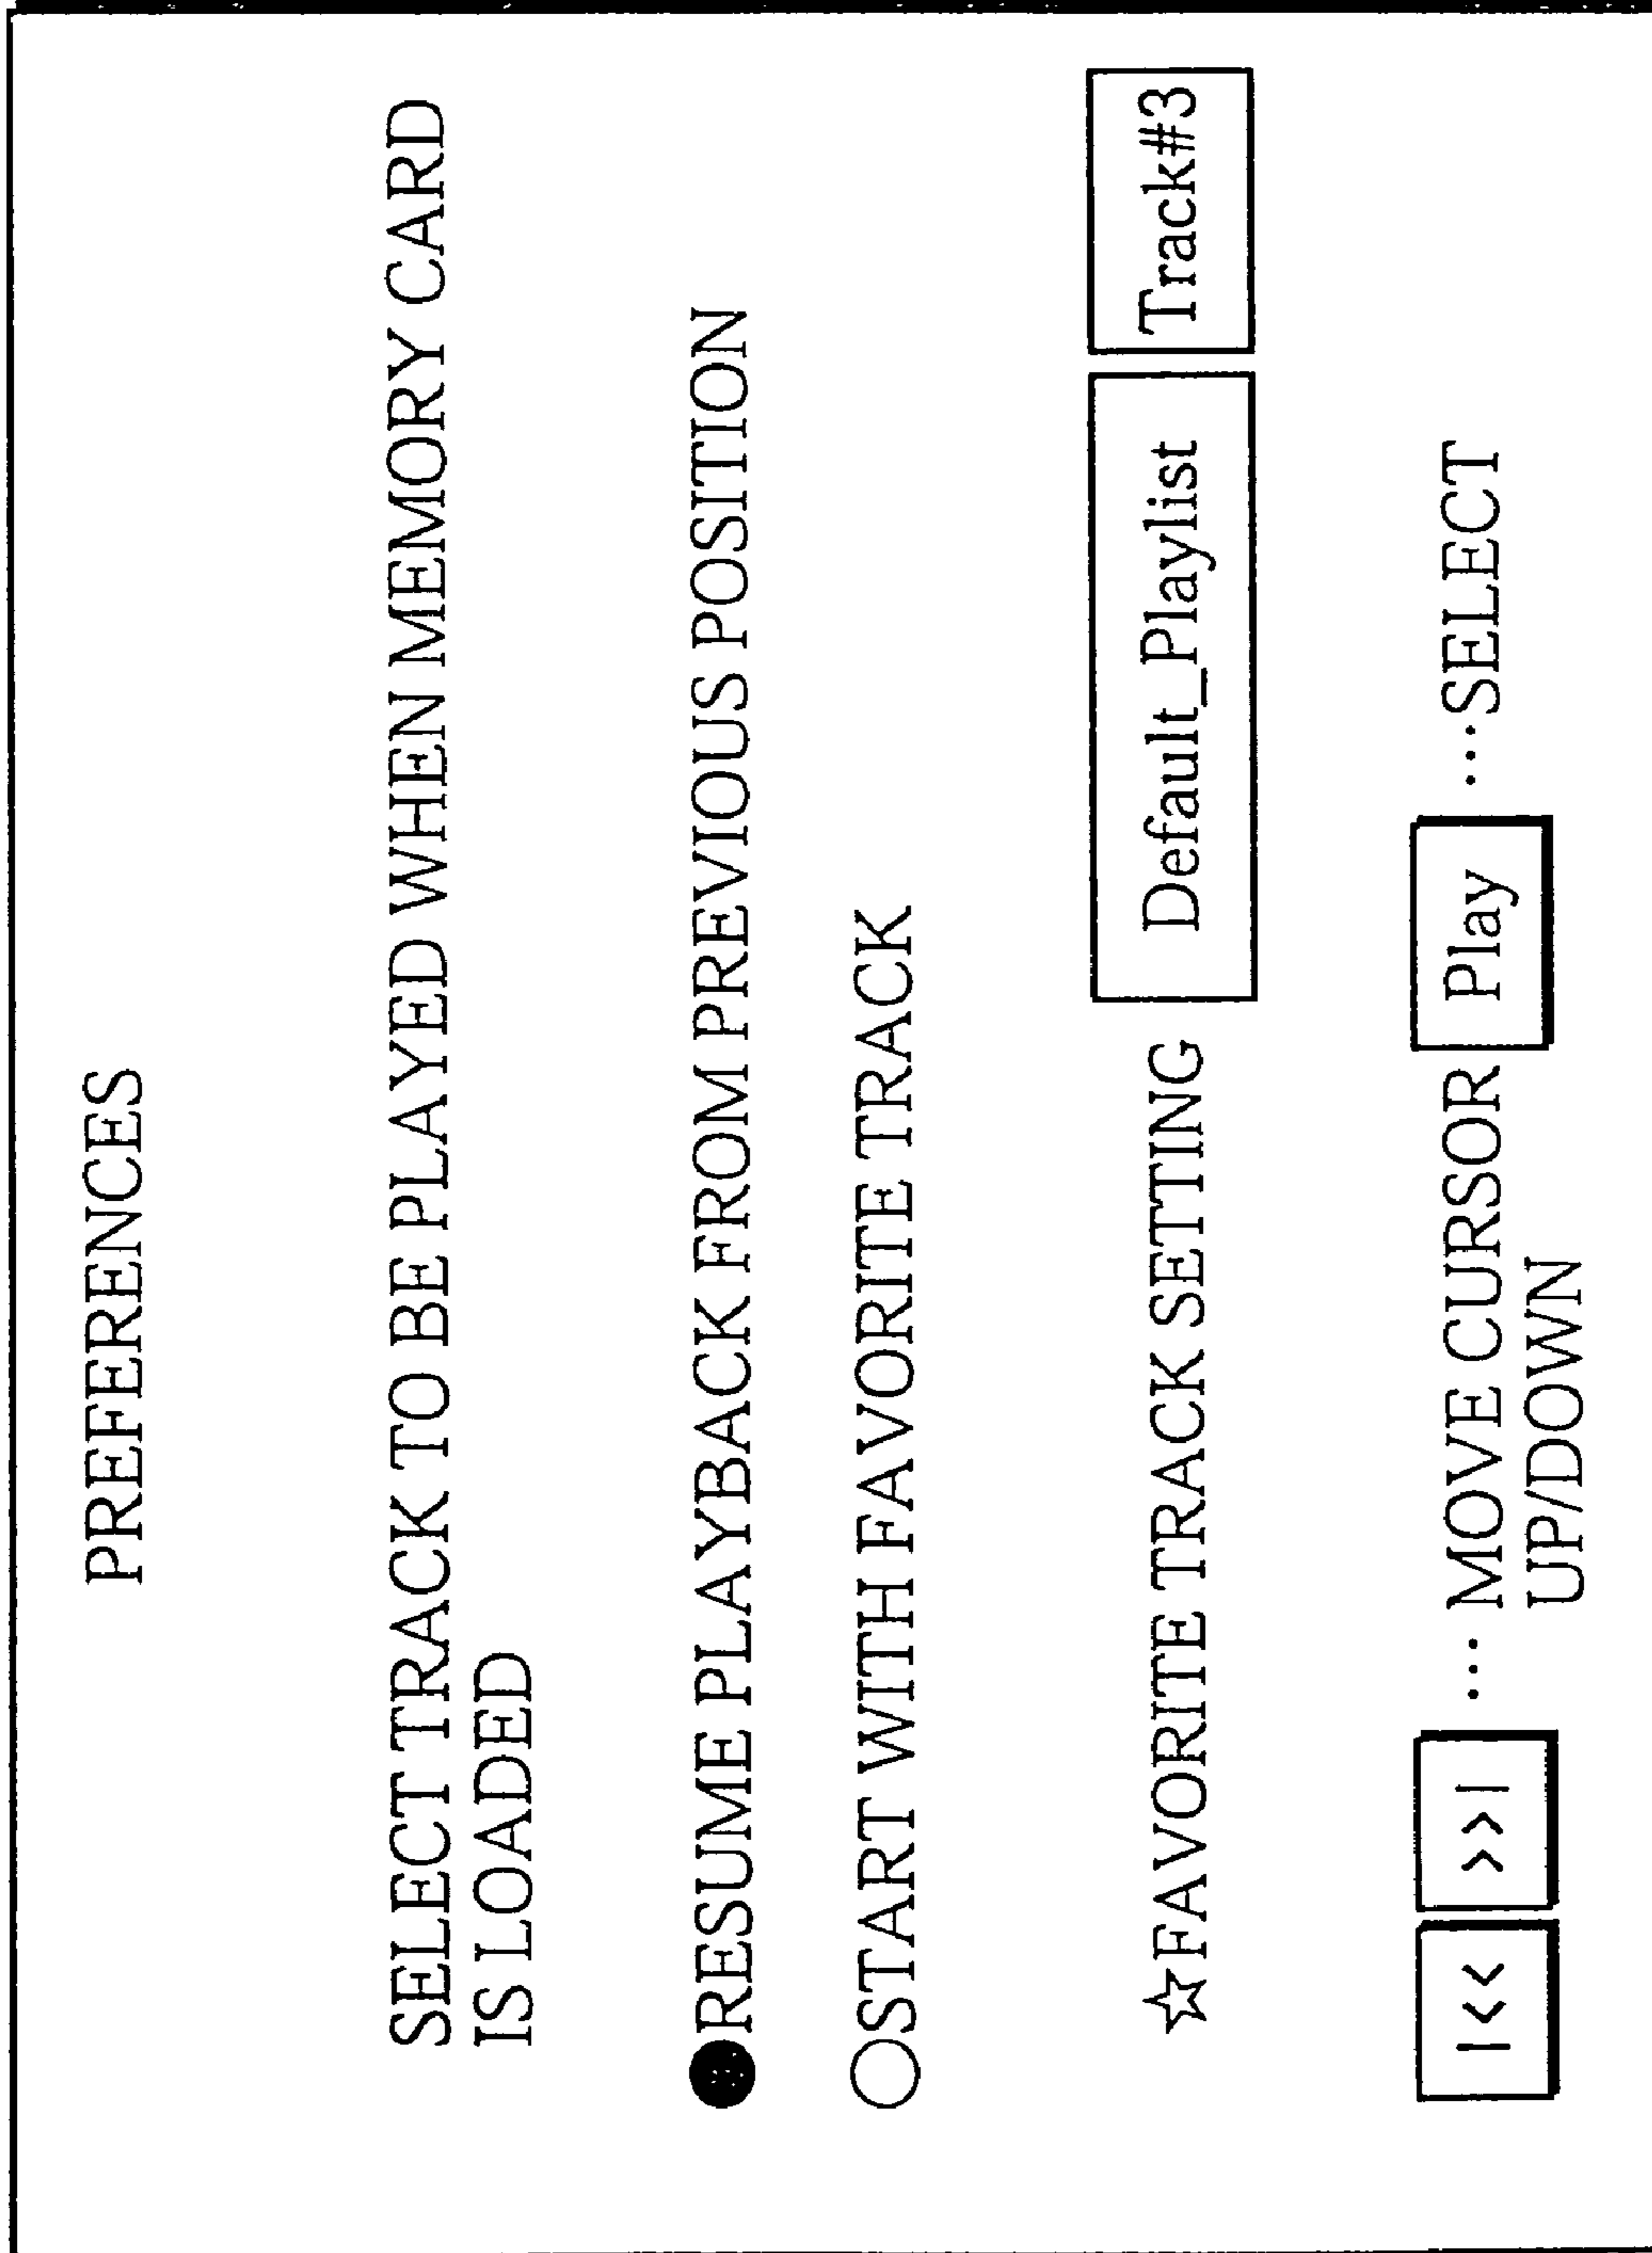 PREFERENCES
SELECT TRACK TO BE PLAYED WHEN MEMORY CARD
IS LOADED
●RESUME PLAYBACK FROM PREVIOUS POSITION
○START WITH FAVORITE TRACK
☆FAVORITE TRACK SETTING Default_Playlist Track#3
|<< >>| ... MOVE CURSOR Play ...SELECT
UP/DOWN